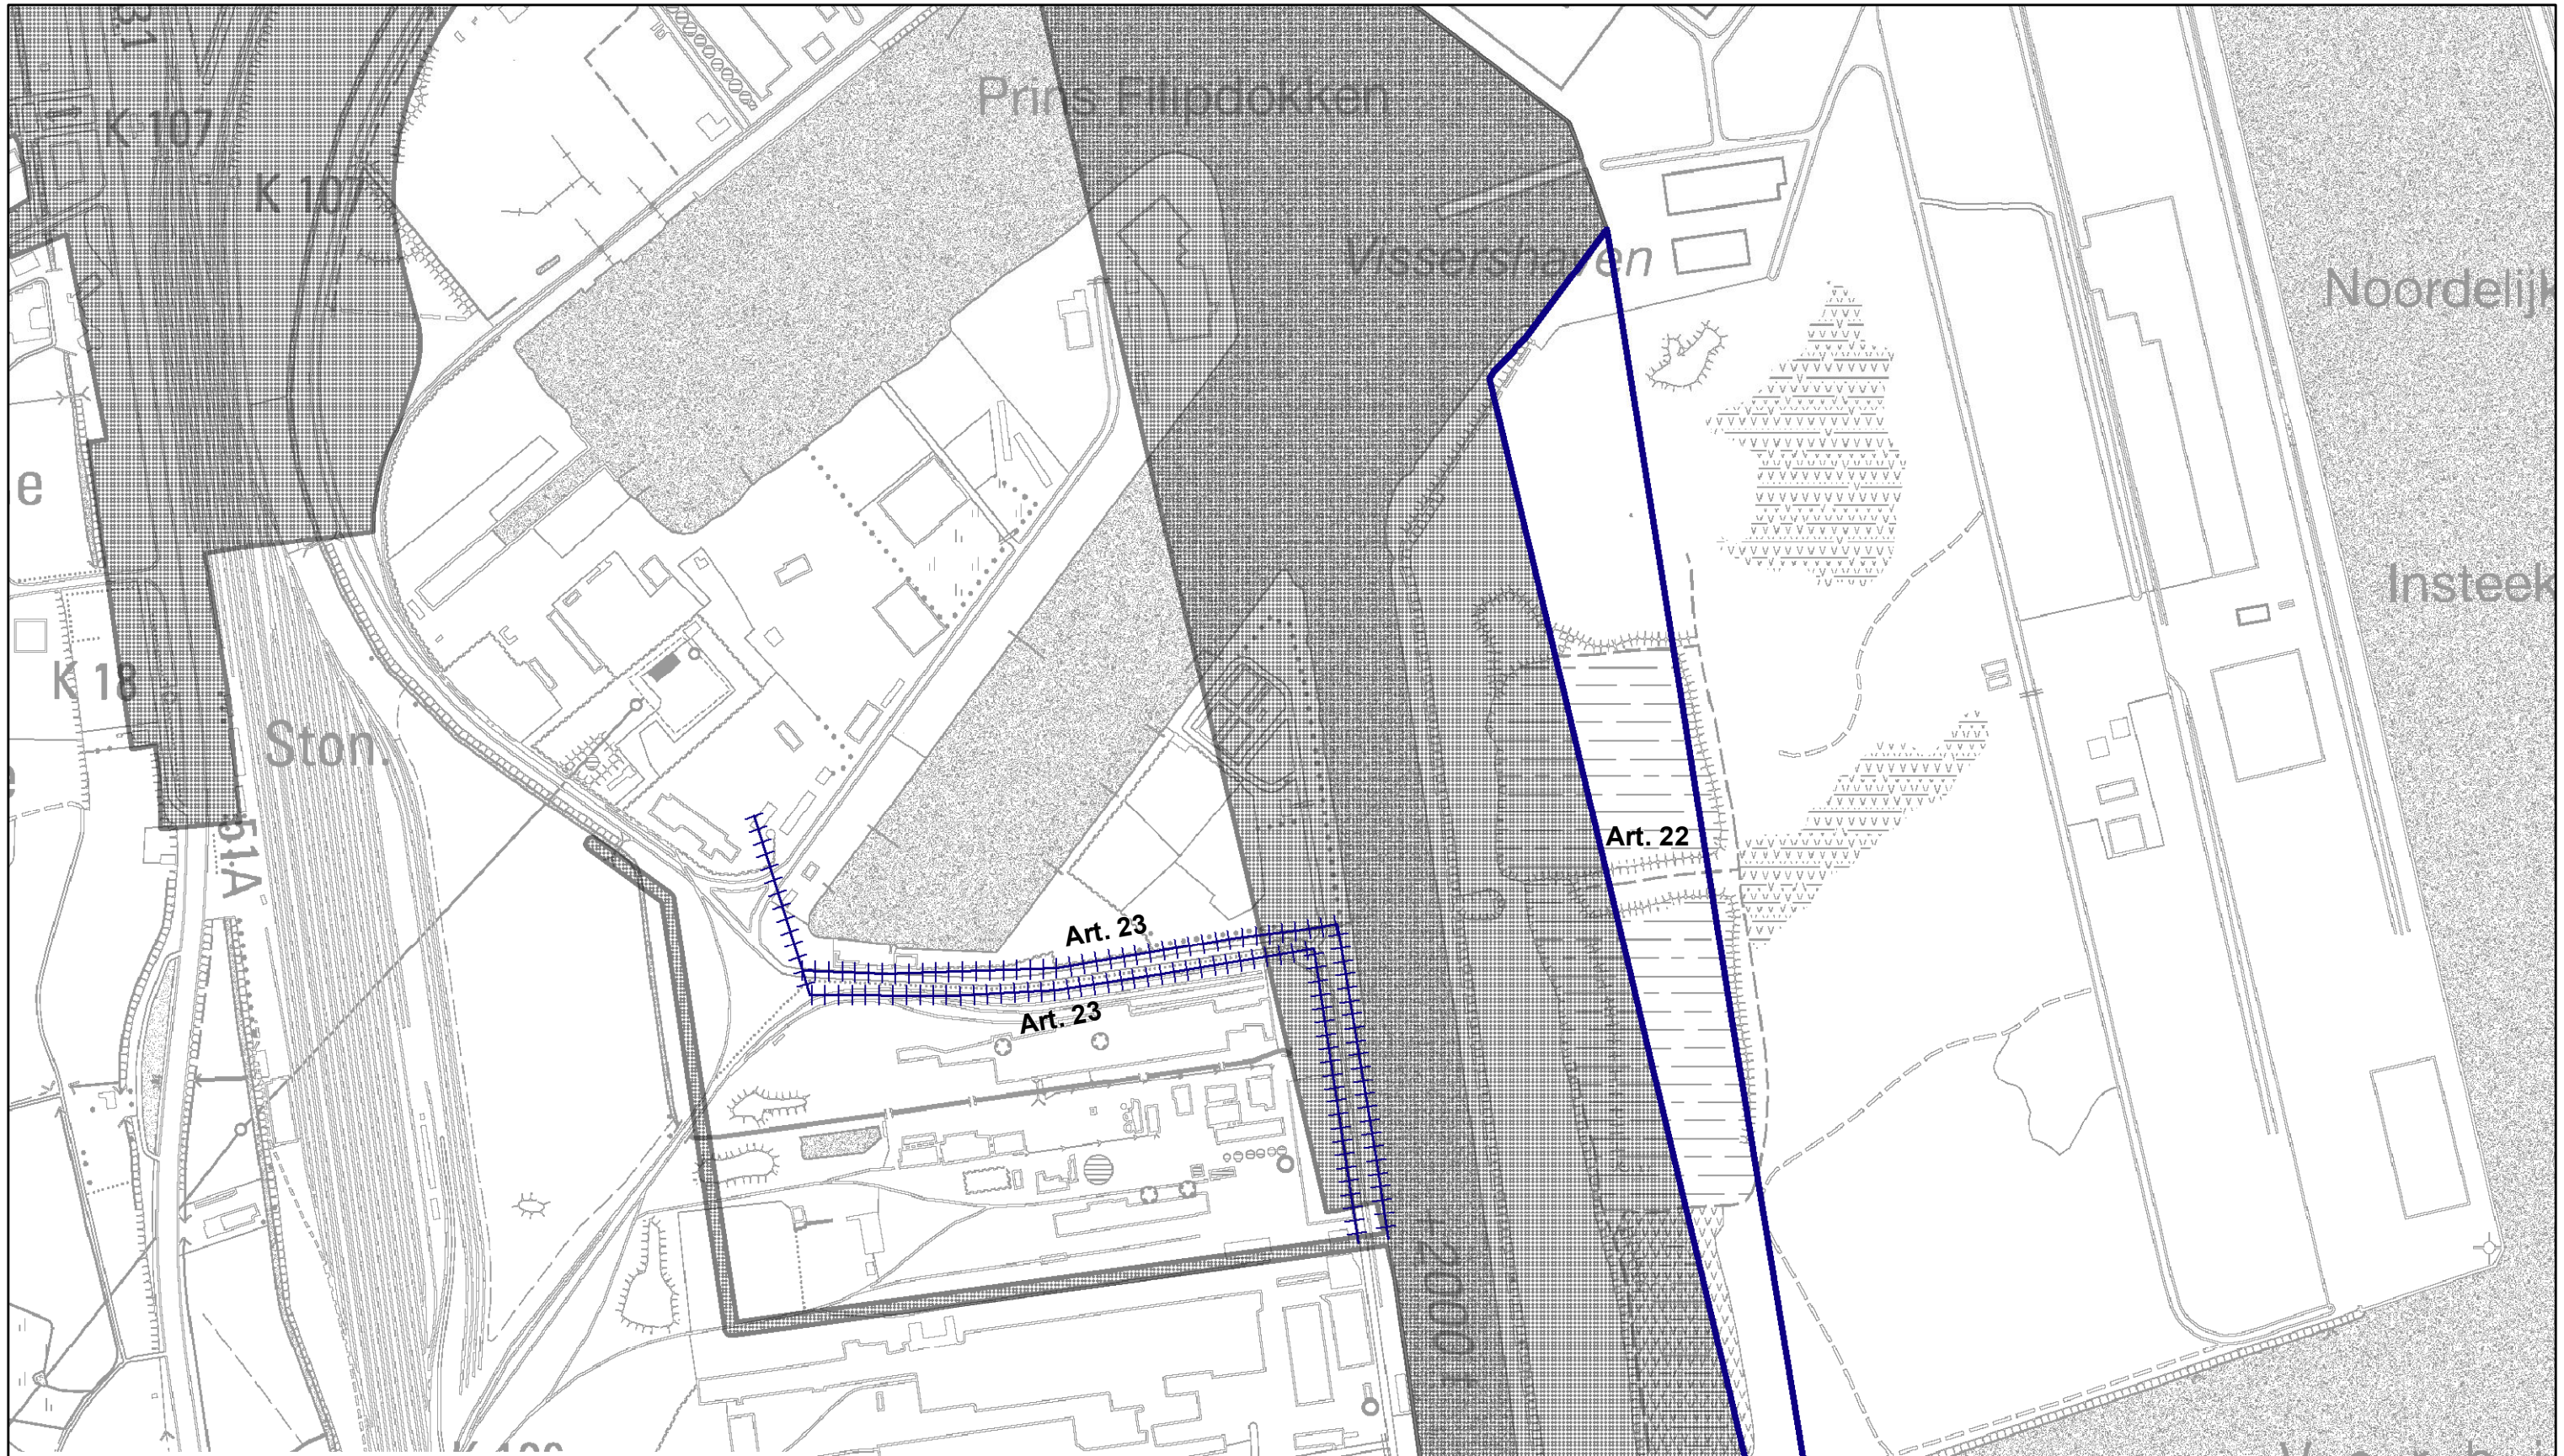 Prins Filipdokken
K 107
K 107
Vissershaven
Noordelijk
e
Insteek
K 18
Ston.
Art. 22
51A
Art. 23
Art. 23
+2000 t